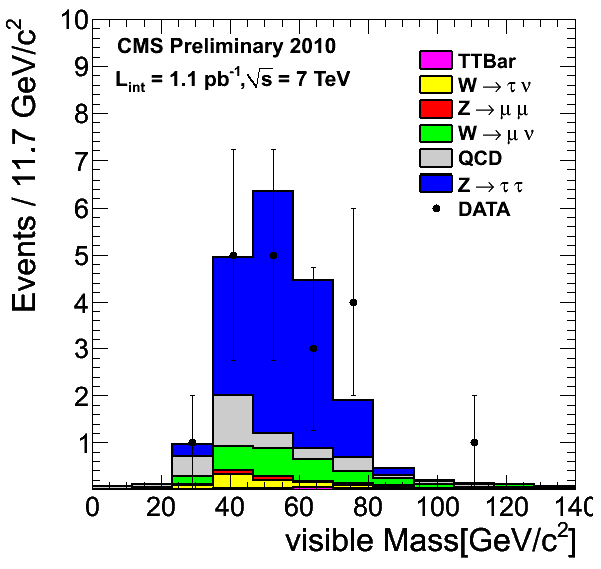 CMS Preliminary 2010
L_int = 1.1 pb⁻¹,√s = 7 TeV
TTBar
W → τ ν
Z → μ μ
W → μ ν
QCD
Z → τ τ
DATA
Events / 11.7 GeV/c²
10
9
8
7
6
5
4
3
2
1
0 20 40 60 80 100 120 140
visible Mass[GeV/c²]